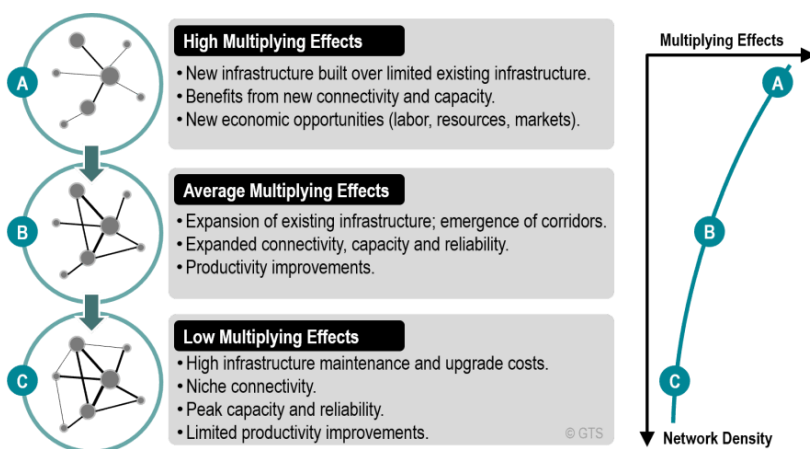 A
High Multiplying Effects
• New infrastructure built over limited existing infrastructure.
• Benefits from new connectivity and capacity.
• New economic opportunities (labor, resources, markets).
B
Average Multiplying Effects
• Expansion of existing infrastructure; emergence of corridors.
• Expanded connectivity, capacity and reliability.
• Productivity improvements.
C
Low Multiplying Effects
• High infrastructure maintenance and upgrade costs.
• Niche connectivity.
• Peak capacity and reliability.
• Limited productivity improvements.
© GTS
Multiplying Effects
A
B
C
Network Density